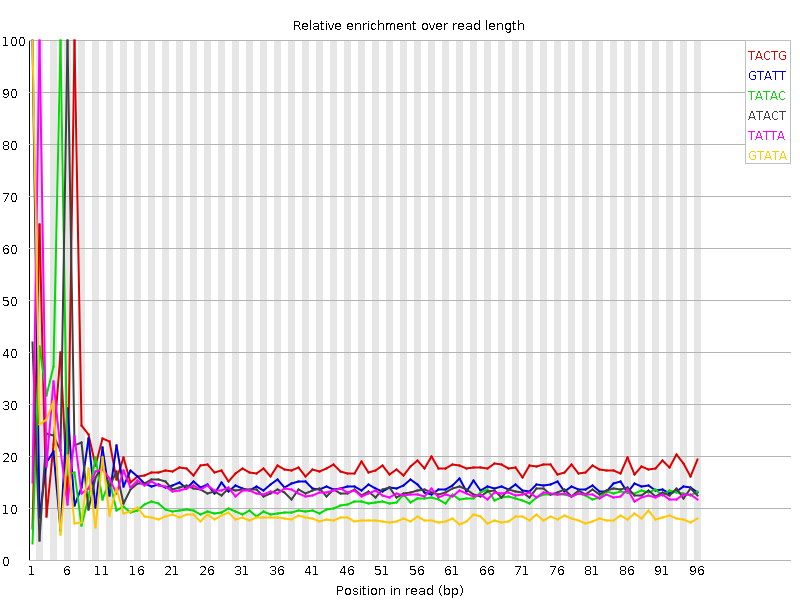 Relative enrichment over read length
100
90
80
70
60
50
40
30
20
10
0
TACTG
GTATT
TATAC
ATACT
TATTA
GTATA
1 6 11 16 21 26 31 36 41 46 51 56 61 66 71 76 81 86 91 96
Position in read (bp)